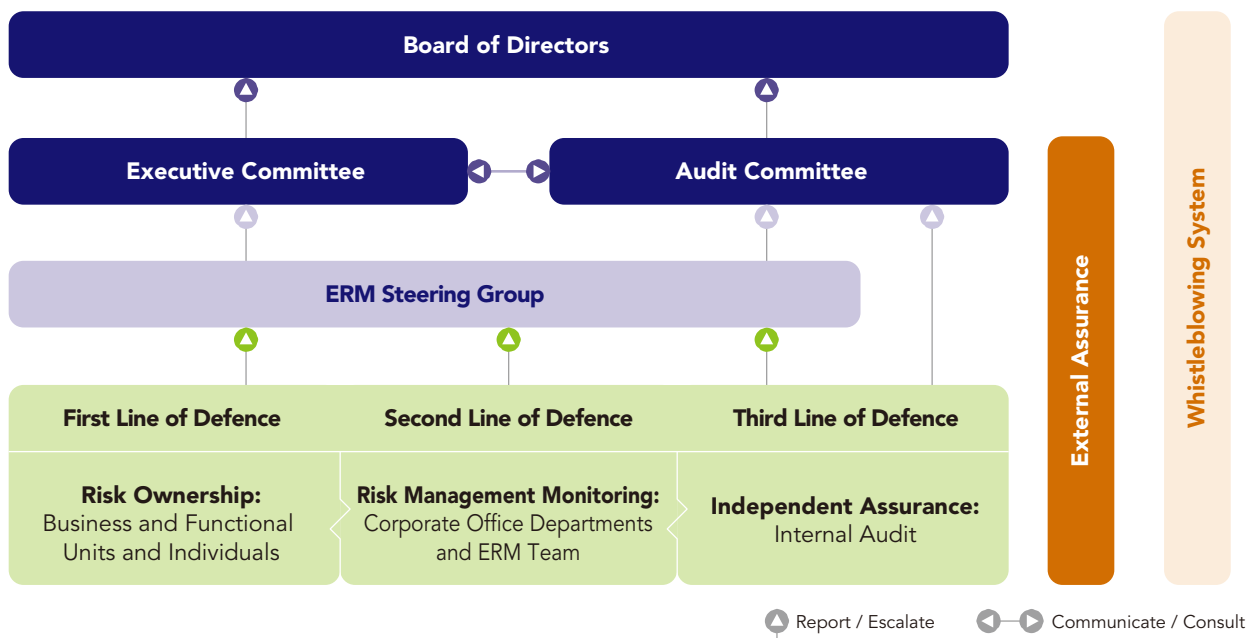 Board of Directors
Executive Committee
Audit Committee
ERM Steering Group
First Line of Defence
Second Line of Defence
Third Line of Defence
Risk Ownership:
Business and Functional
Units and Individuals
Risk Management Monitoring:
Corporate Office Departments
and ERM Team
Independent Assurance:
Internal Audit
External Assurance
Whistleblowing System
Report / Escalate
Communicate / Consult